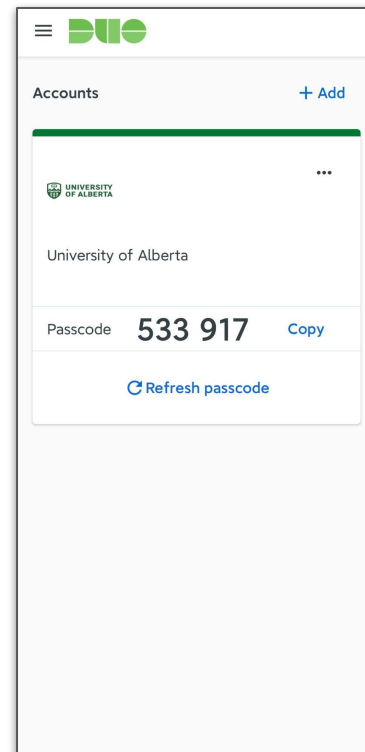 DUO
Accounts
+ Add
...
UNIVERSITY
OF ALBERTA
University of Alberta
Passcode 533 917 Copy
Refresh passcode